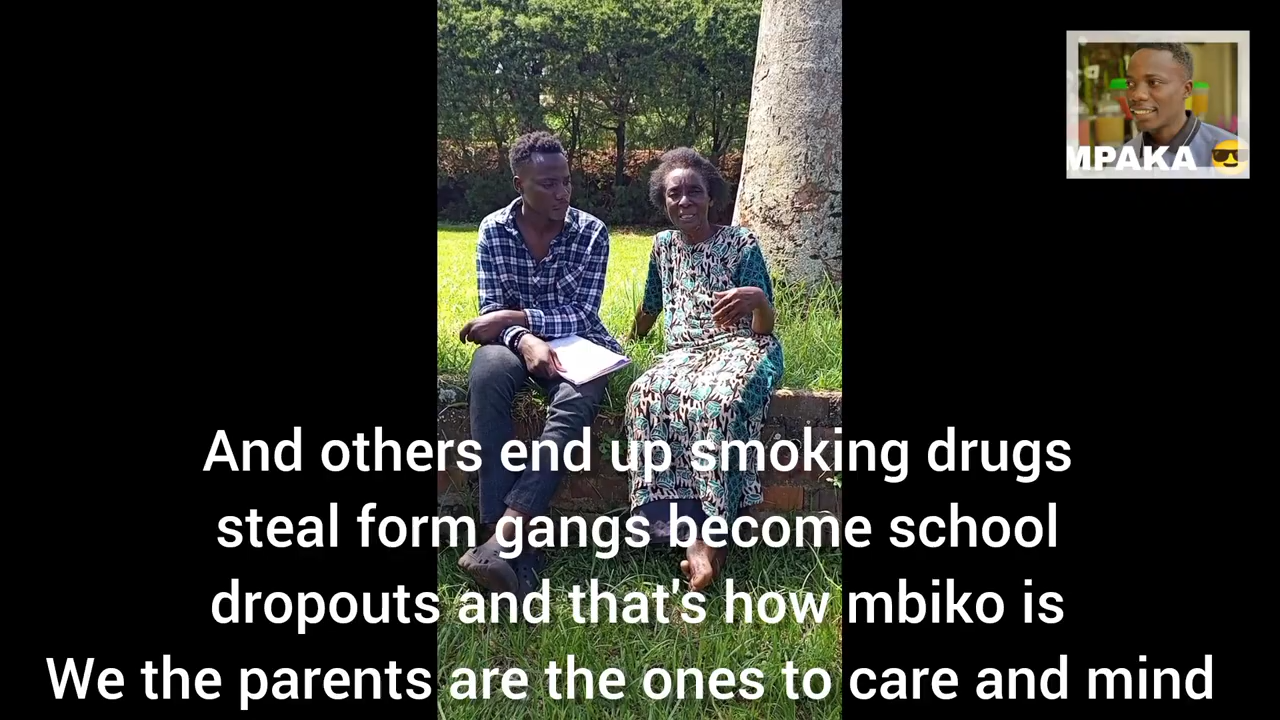 MPAKA 😎
And others end up smoking drugs
steal form gangs become school
dropouts and that's how mbiko is
We the parents are the ones to care and mind